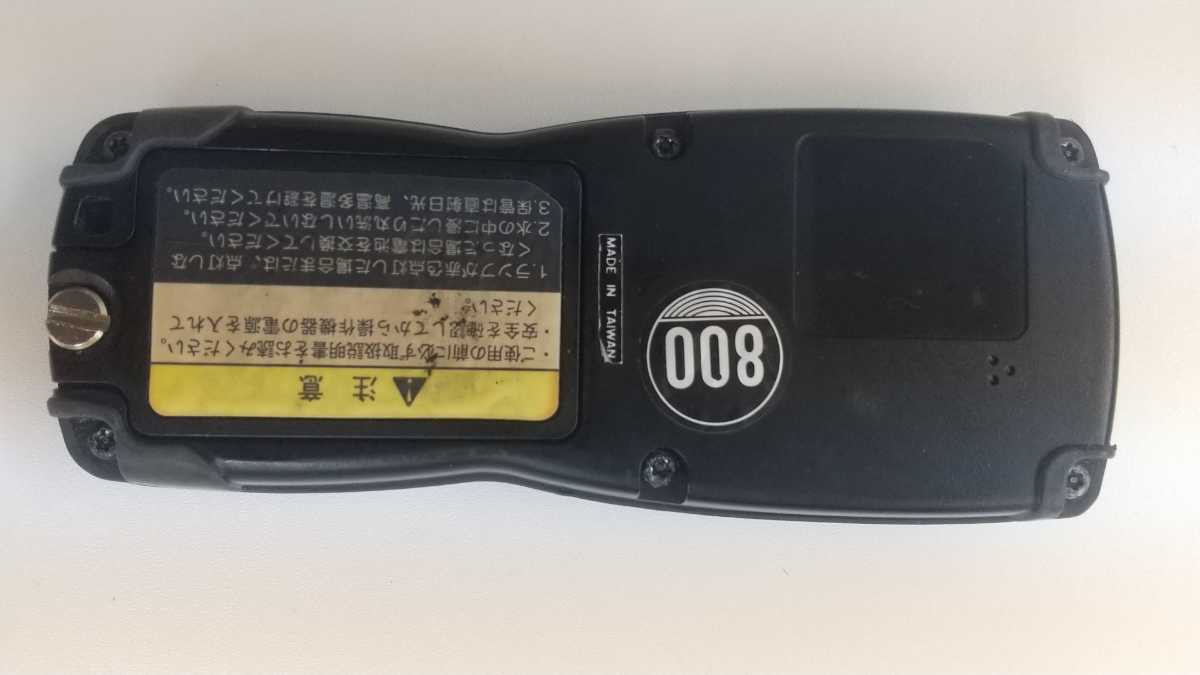 注意
・ご使用の前に必ず取扱説明書をお読みください。
・安全を確認してから操作機器の電源を入れて
ください。
1.ランプが赤色点灯した場合または、点灯しな
くなった場合は電池を交換してください。
2.水の中に浸したり丸洗いしないでください。
3.保管は直射日光、高温多湿を避けてください。
MADE IN TAIWAN
008